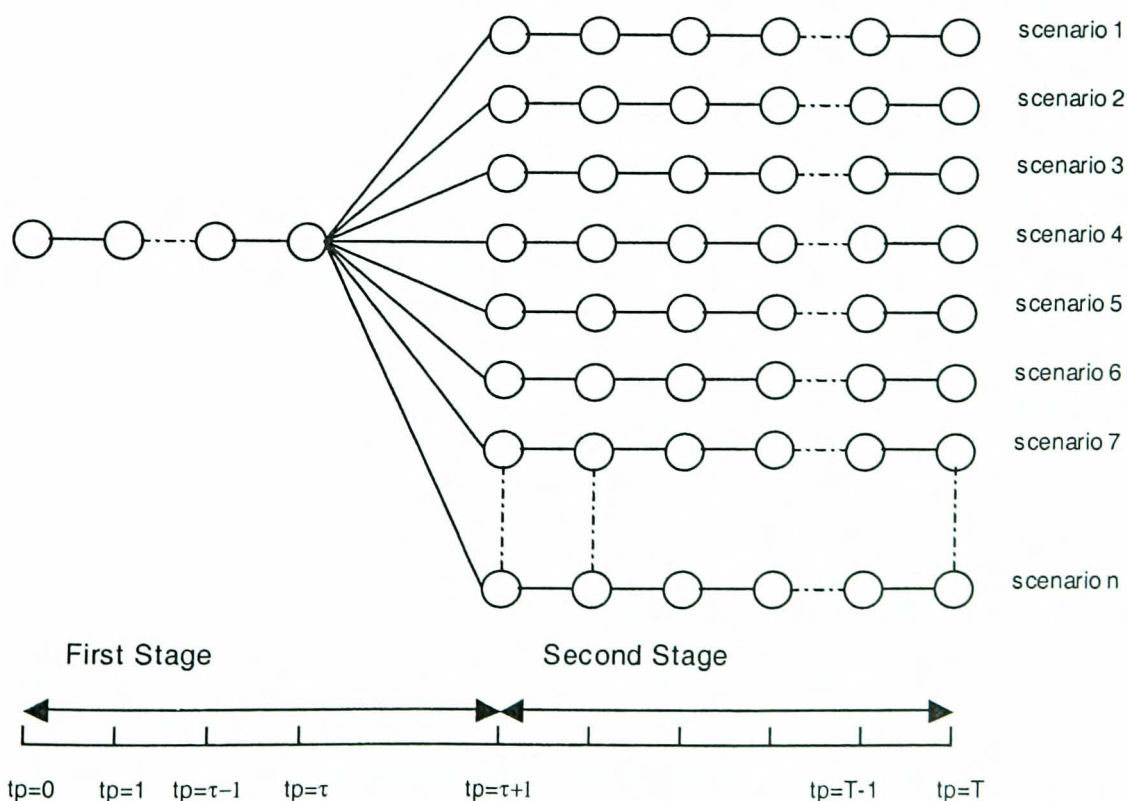 scenario 1
scenario 2
scenario 3
scenario 4
scenario 5
scenario 6
scenario 7
scenario n
First Stage Second Stage
tp=0 tp=1 tp=τ-1 tp=τ tp=τ+1 tp=T-1 tp=T